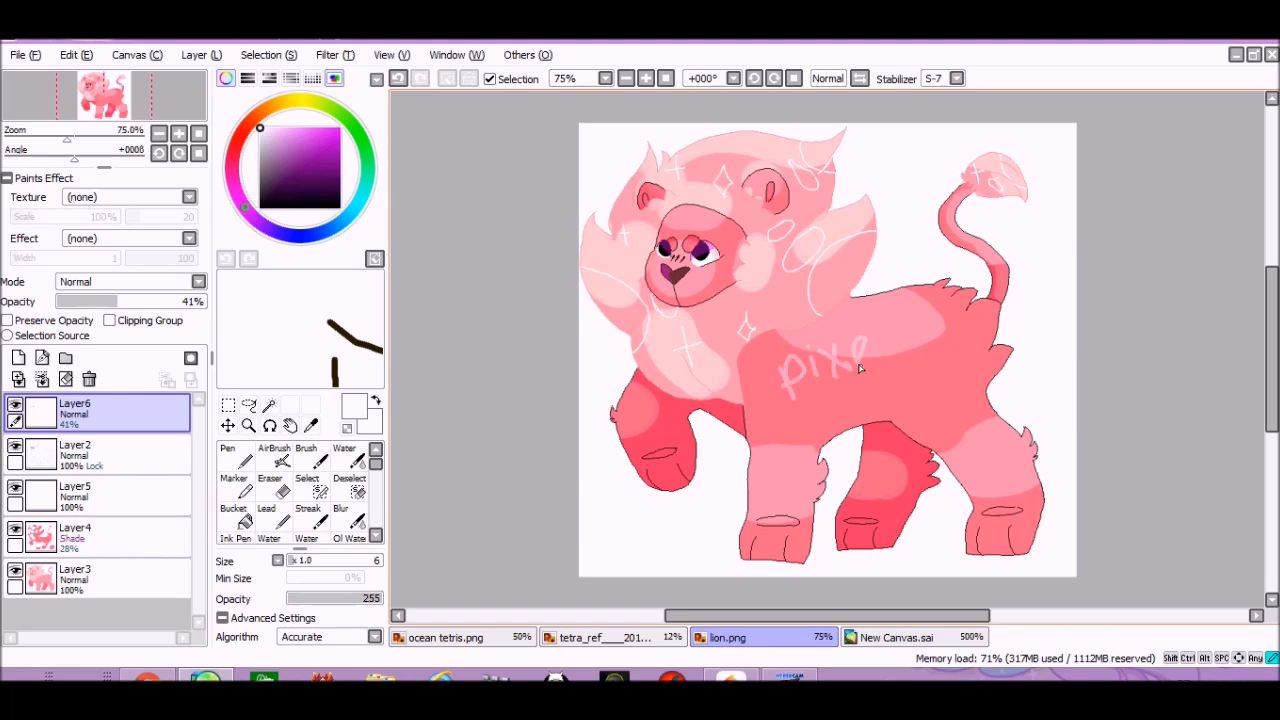 File (F) Edit (E) Canvas (C) Layer (L) Selection (S) Filter (T) View (V) Window (W) Others (O)
Selection 75% +000° Normal Stabilizer S-7
Zoom 75.0%
Angle +000ß
Paints Effect
Texture (none)
Scale 100% 20
Effect (none)
Width 1 100
Mode Normal
Opacity 41%
Preserve Opacity Clipping Group
Selection Source
Layer6
Normal
41%
Layer2
Normal
100% Lock
Layer5
Normal
100%
Layer4
Shade
28%
Layer3
Normal
100%
Pen AirBrush Brush Water
Marker Eraser Select Deselect
Bucket Lead Streak Blur
Ink Pen Water Water Oil Water
Size x 1.0 6
Min Size 0%
Opacity 255
Advanced Settings
Algorithm Accurate
pixe
ocean tetris.png 50% tetra_ref____201... 12% lion.png 75% New Canvas.sai 500%
Memory load: 71% (317MB used / 1112MB reserved) Shift Ctrl Alt SPC Any